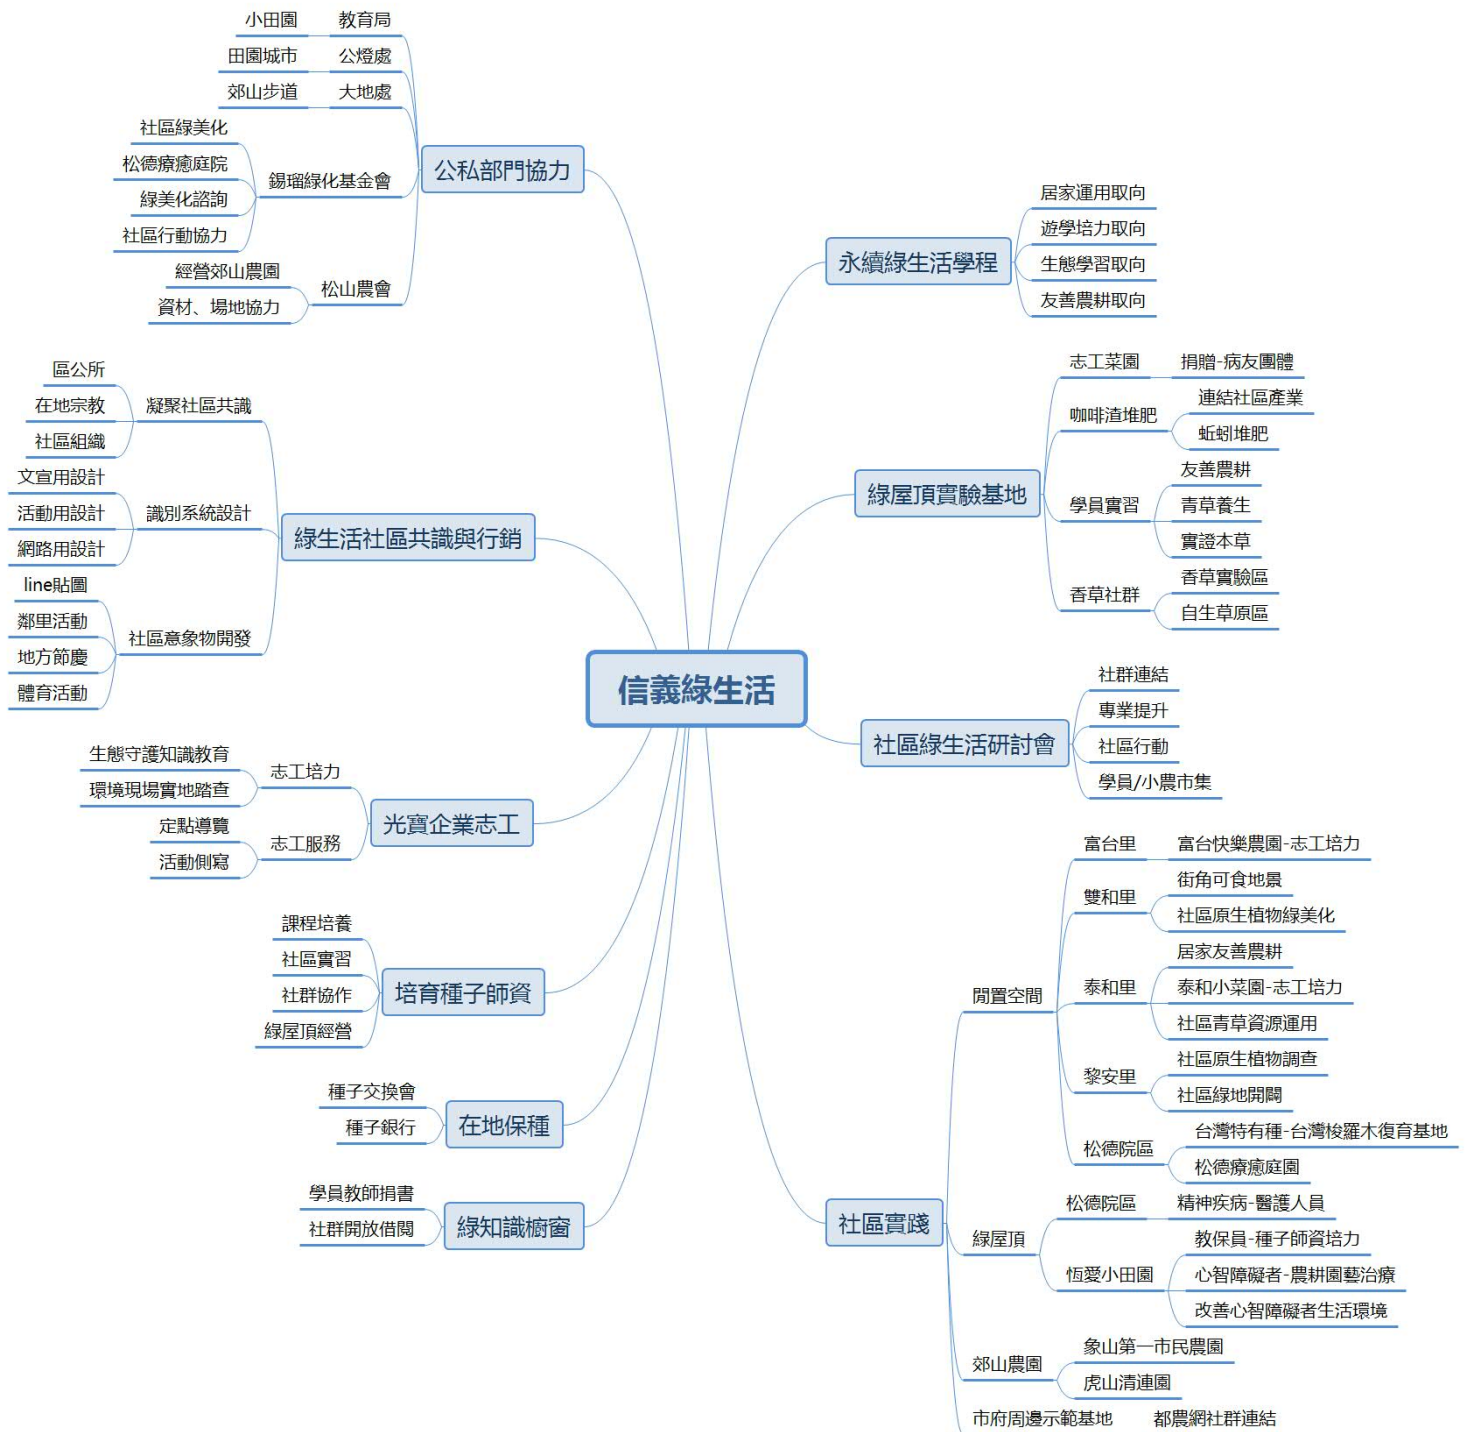 信義綠生活
公私部門協力
教育局
小田園
公燈處
田園城市
大地處
郊山步道
錫瑠綠化基金會
社區綠美化
松德療癒庭院
綠美化諮詢
社區行動協力
松山農會
經營郊山農園
資材、場地協力
綠生活社區共識與行銷
凝聚社區共識
區公所
在地宗教
社區組織
識別系統設計
文宣用設計
活動用設計
網路用設計
社區意象物開發
line貼圖
鄰里活動
地方節慶
體育活動
光寶企業志工
志工培力
生態守護知識教育
環境現場實地踏查
志工服務
定點導覽
活動側寫
培育種子師資
課程培養
社區實習
社群協作
綠屋頂經營
在地保種
種子交換會
種子銀行
綠知識櫥窗
學員教師捐書
社群開放借閱
永續綠生活學程
居家運用取向
遊學培力取向
生態學習取向
友善農耕取向
綠屋頂實驗基地
志工菜園
捐贈-病友團體
咖啡渣堆肥
連結社區產業
蚯蚓堆肥
學員實習
友善農耕
青草養生
實證本草
香草社群
香草實驗區
自生草原區
社區綠生活研討會
社群連結
專業提升
社區行動
學員/小農市集
社區實踐
閒置空間
富台里
富台快樂農園-志工培力
雙和里
街角可食地景
社區原生植物綠美化
泰和里
居家友善農耕
泰和小菜園-志工培力
社區青草資源運用
黎安里
社區原生植物調查
社區綠地開闢
松德院區
台灣特有種-台灣梭羅木復育基地
松德療癒庭園
綠屋頂
松德院區
精神疾病-醫護人員
恆愛小田園
教保員-種子師資培力
心智障礙者-農耕園藝治療
改善心智障礙者生活環境
郊山農園
象山第一市民農園
虎山清連園
市府周邊示範基地
都農網社群連結